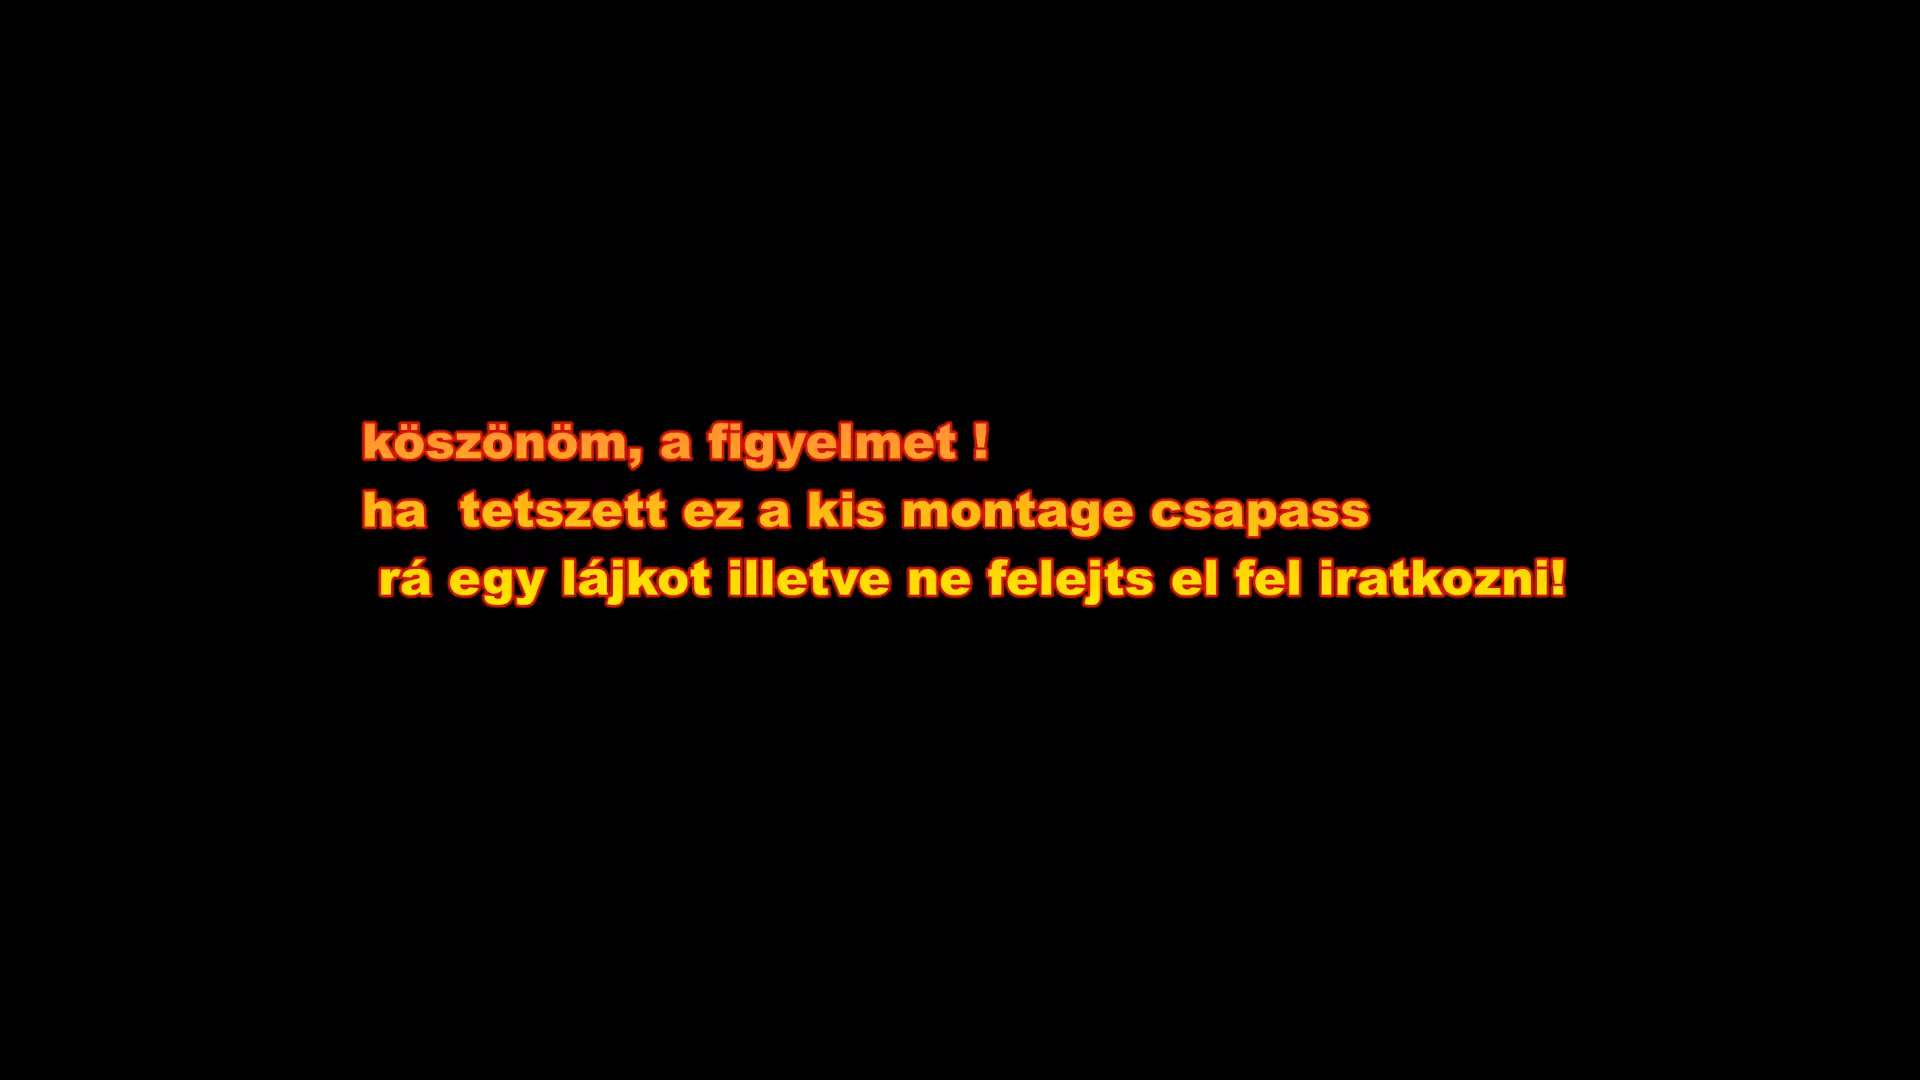 köszönöm, a figyelmet !
ha  tetszett ez a kis montage csapass
rá egy lájkot illetve ne felejts el fel iratkozni!